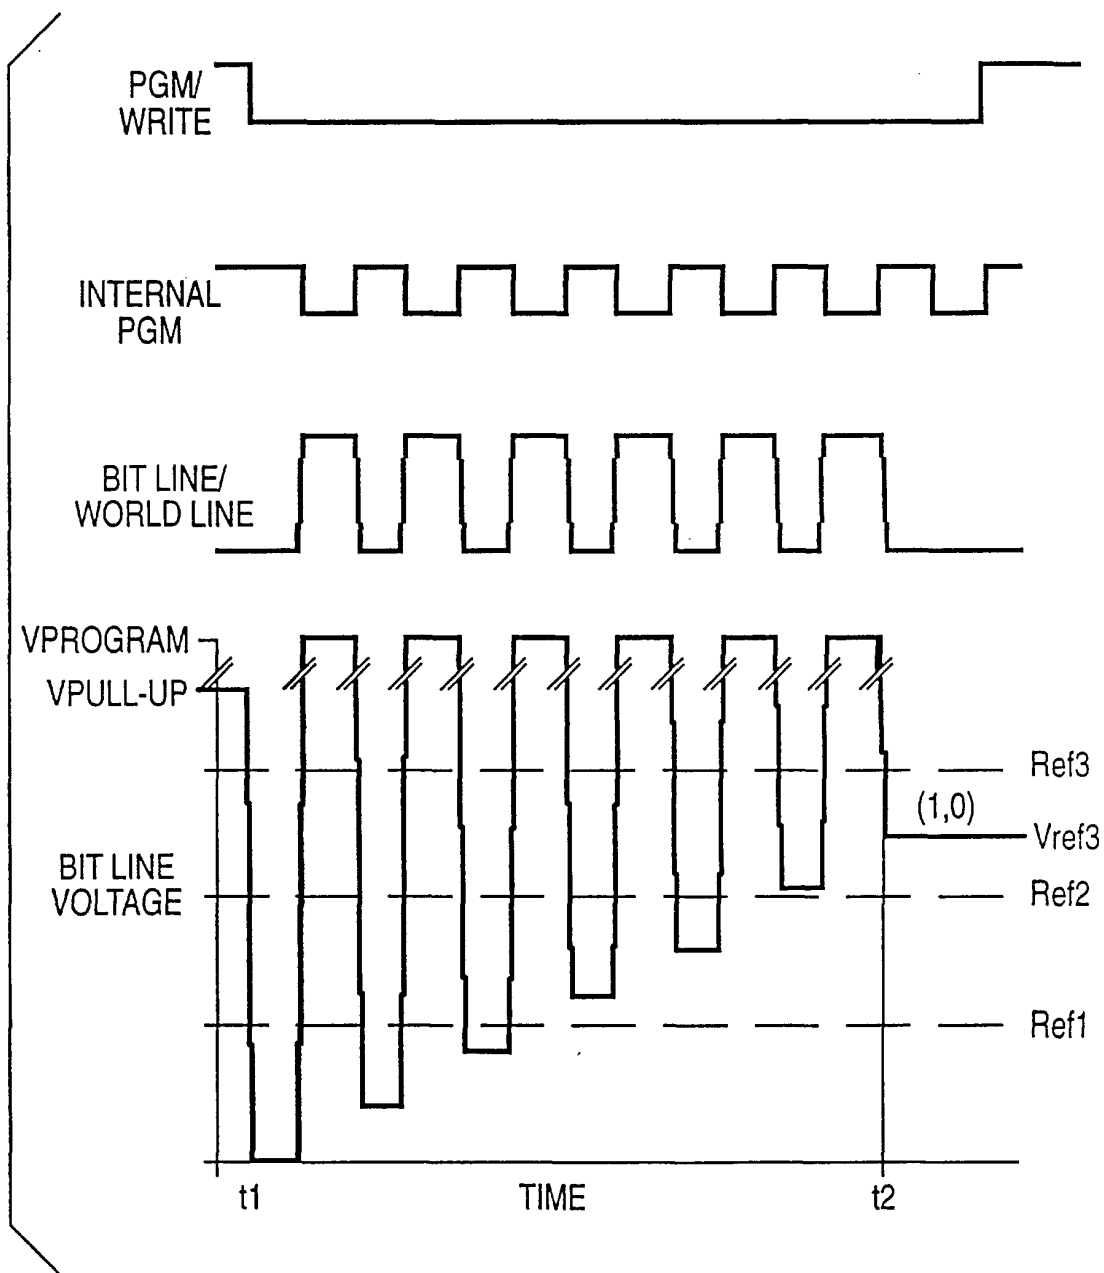 PGM/
WRITE
INTERNAL
PGM
BIT LINE/
WORLD LINE
VPROGRAM
VPULL-UP
Ref3
(1,0)
Vref3
BIT LINE
VOLTAGE
Ref2
Ref1
t1
TIME
t2